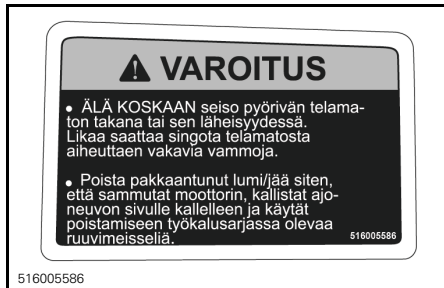 ⚠ VAROITUS
• ÄLÄ KOSKAAN seiso pyörivän telama-
ton takana tai sen läheisyydessä.
Likaa saattaa singota telamatosta
aiheuttaen vakavia vammoja.
• Poista pakkaantunut lumi/jää siten,
että sammutat moottorin, kallistat ajo-
neuvon sivulle kallelleen ja käytät
poistamiseen työkalusarjassa olevaa
ruuvimeisseliä.
516005586
516005586